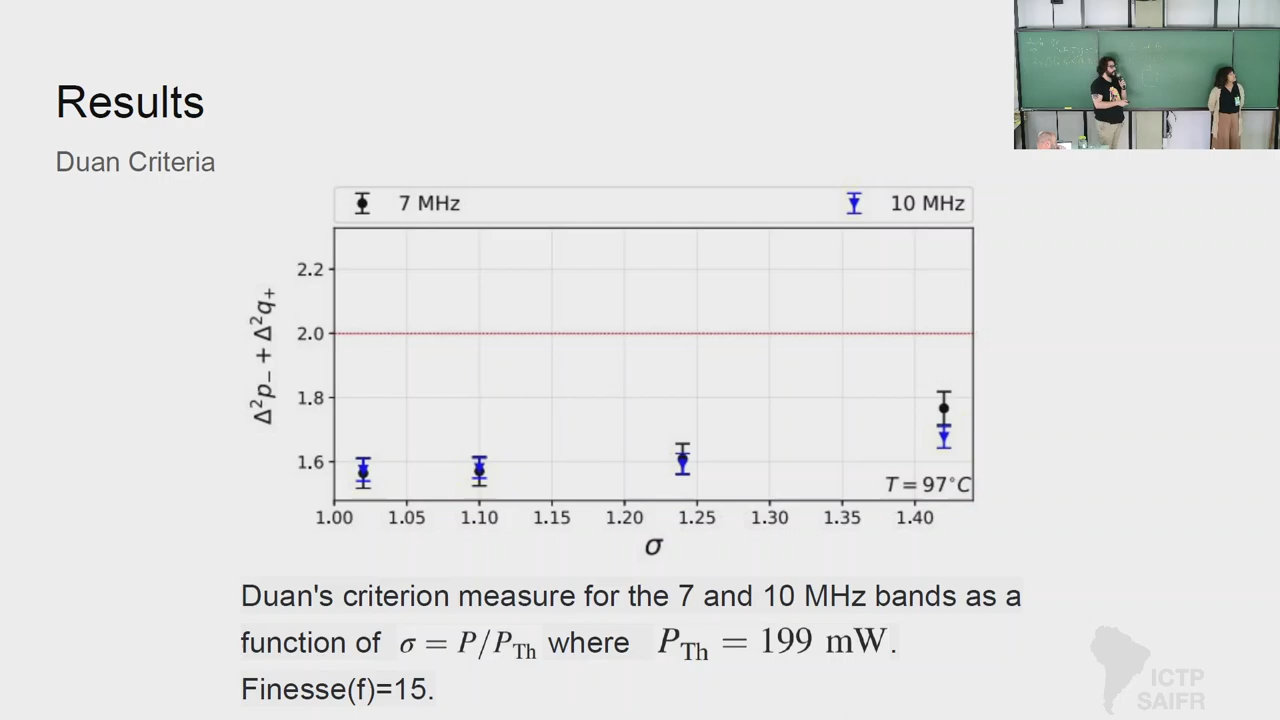 Results
Duan Criteria
7 MHz
10 MHz
Δ²p₋ + Δ²q₊
2.2
2.0
1.8
1.6
T = 97°C
1.00 1.05 1.10 1.15 1.20 1.25 1.30 1.35 1.40
σ
Duan's criterion measure for the 7 and 10 MHz bands as a
function of σ = P/P_Th where P_Th = 199 mW.
Finesse(f)=15.
ICTP
SAIFR